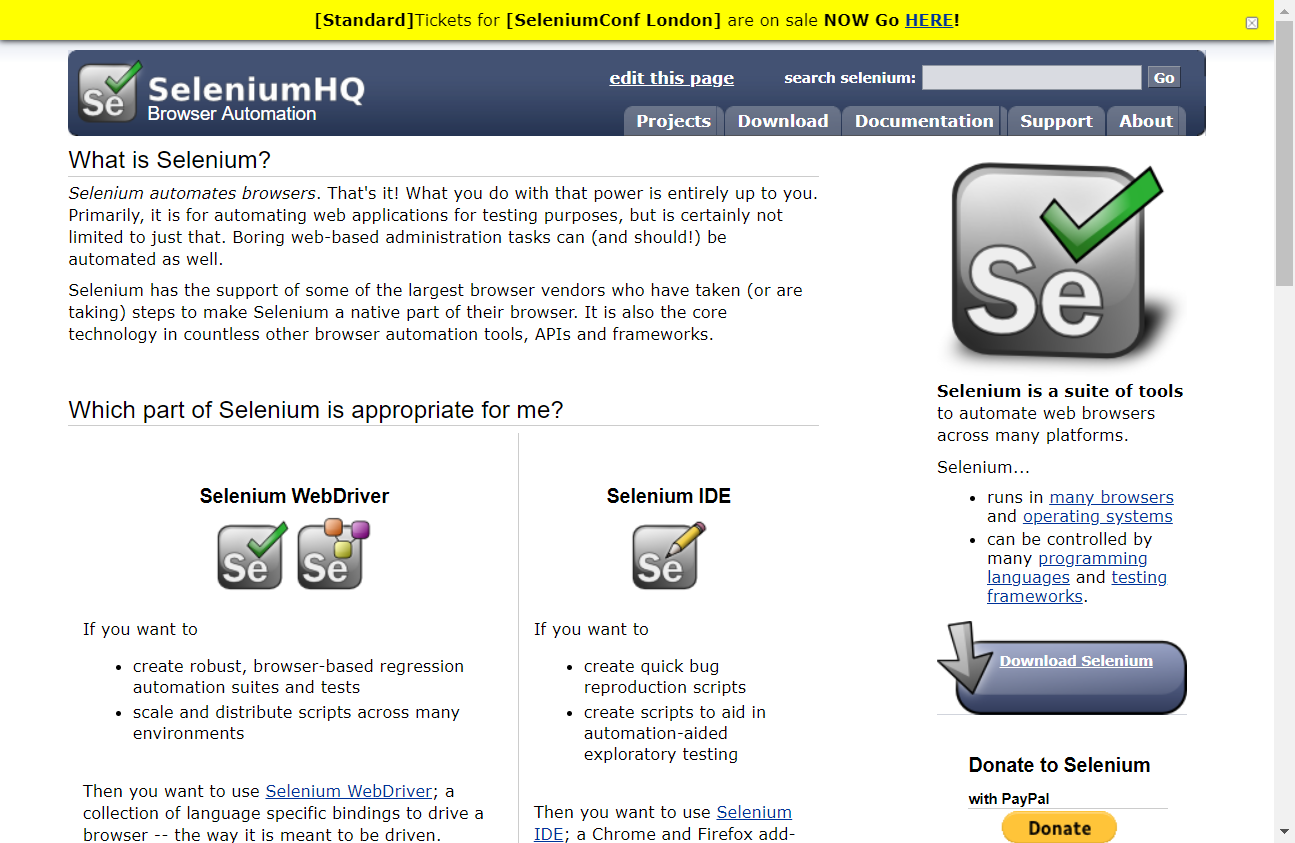 [Standard]Tickets for [SeleniumConf London] are on sale NOW Go HERE!
Se
SeleniumHQ
Browser Automation
edit this page
search selenium:
Go
Projects
Download
Documentation
Support
About
What is Selenium?
Selenium automates browsers. That's it! What you do with that power is entirely up to you.
Primarily, it is for automating web applications for testing purposes, but is certainly not
limited to just that. Boring web-based administration tasks can (and should!) be
automated as well.
Selenium has the support of some of the largest browser vendors who have taken (or are
taking) steps to make Selenium a native part of their browser. It is also the core
technology in countless other browser automation tools, APIs and frameworks.
Which part of Selenium is appropriate for me?
Selenium WebDriver
Se
Se
If you want to
• create robust, browser-based regression
automation suites and tests
• scale and distribute scripts across many
environments
Then you want to use Selenium WebDriver; a
collection of language specific bindings to drive a
browser -- the way it is meant to be driven.
Selenium IDE
Se
If you want to
• create quick bug
reproduction scripts
• create scripts to aid in
automation-aided
exploratory testing
Then you want to use Selenium
IDE; a Chrome and Firefox add-
Se
Selenium is a suite of tools
to automate web browsers
across many platforms.
Selenium...
• runs in many browsers
and operating systems
• can be controlled by
many programming
languages and testing
frameworks.
Download Selenium
Donate to Selenium
with PayPal
Donate